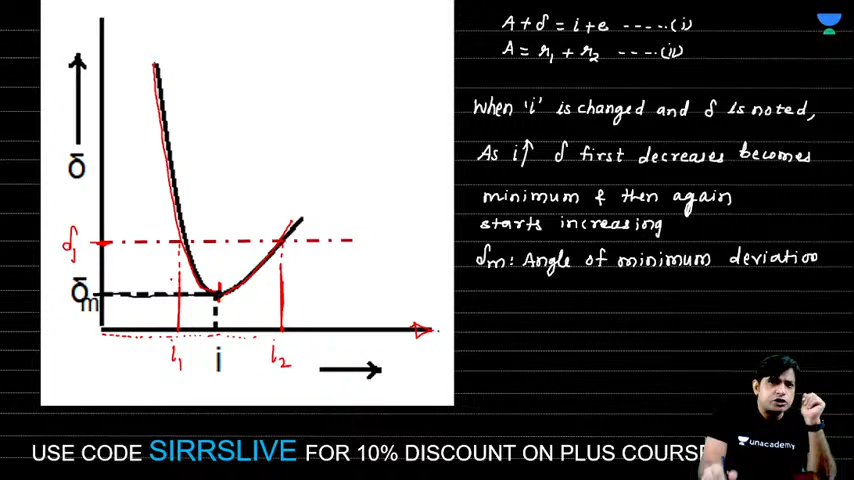 A + δ = i + e -----(i)
A = r₁ + r₂ ----(ii)
When 'i' is changed and δ is noted,
As i↑ δ first decreases becomes
minimum & then again
starts increasing
δm: Angle of minimum deviation
δ
δ₁
δm
i₁
i
i₂
unacademy
USE CODE SIRRSLIVE FOR 10% DISCOUNT ON PLUS COURS